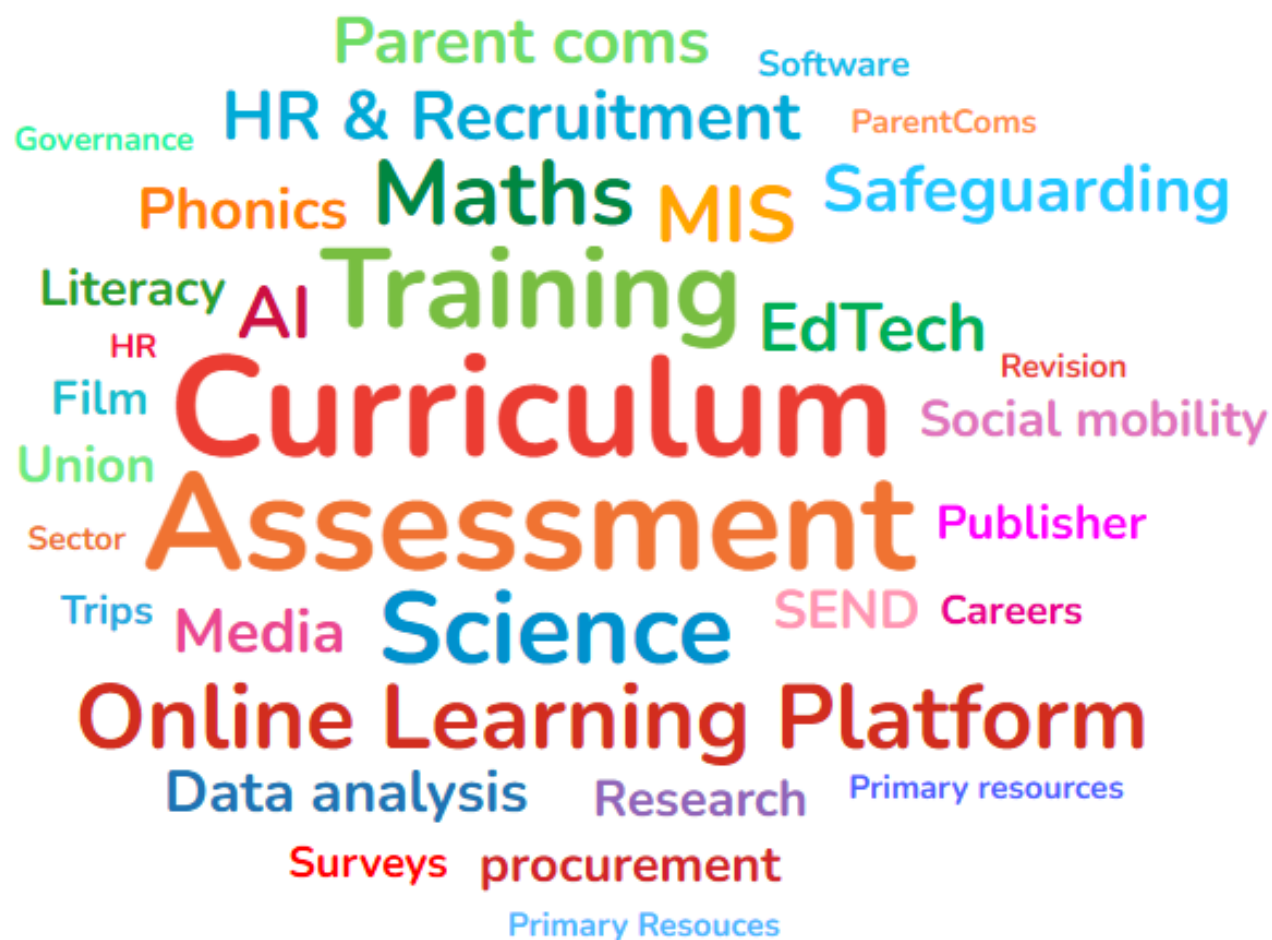 Parent coms
Software
HR & Recruitment
ParentComs
Governance
Maths
Safeguarding
Phonics
MIS
Training
Literacy
AI
EdTech
HR
Revision
Film
Curriculum
Social mobility
Union
Assessment
Publisher
Sector
Trips
Media
Science
SEND
Careers
Online Learning Platform
Data analysis
Research
Primary resources
Surveys
procurement
Primary Resouces